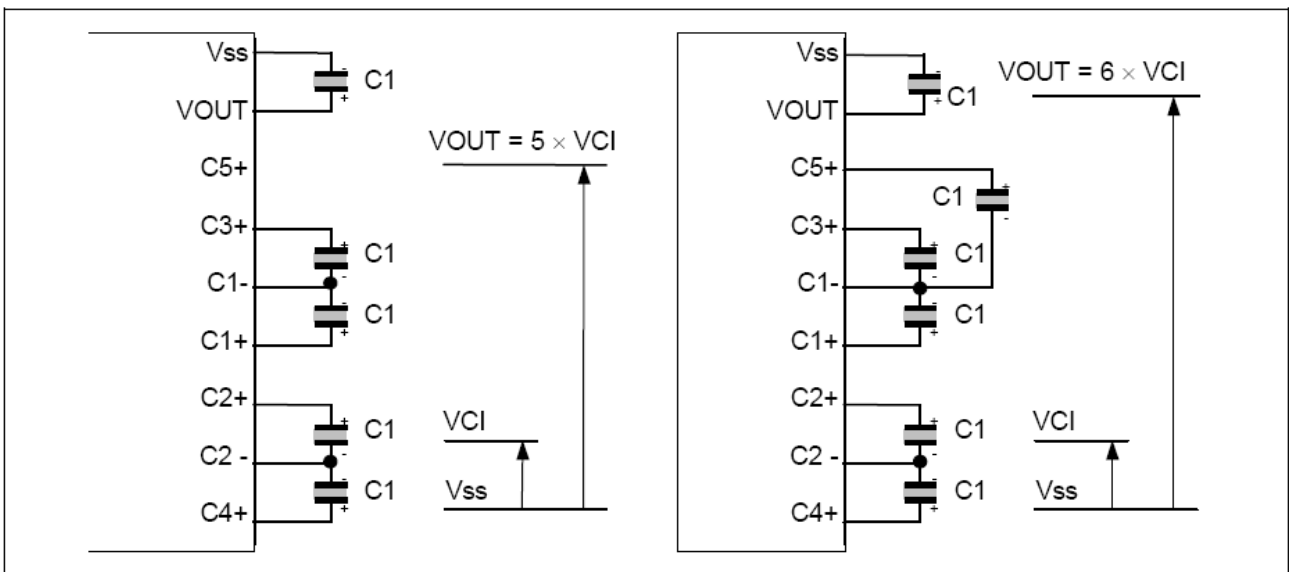 Vss
- C1
+
VOUT
VOUT = 5 × VCI
C5+
C3+
+ C1
-
C1-
- C1
+
C1+
C2+
+ C1
-
C2 -
- C1
+
C4+
VCI
Vss
Vss
-
+ C1
VOUT
VOUT = 6 × VCI
C5+
C1 +
-
C3+
+ C1
-
C1-
- C1
+
C1+
C2+
+ C1
-
C2 -
- C1
+
C4+
VCI
Vss